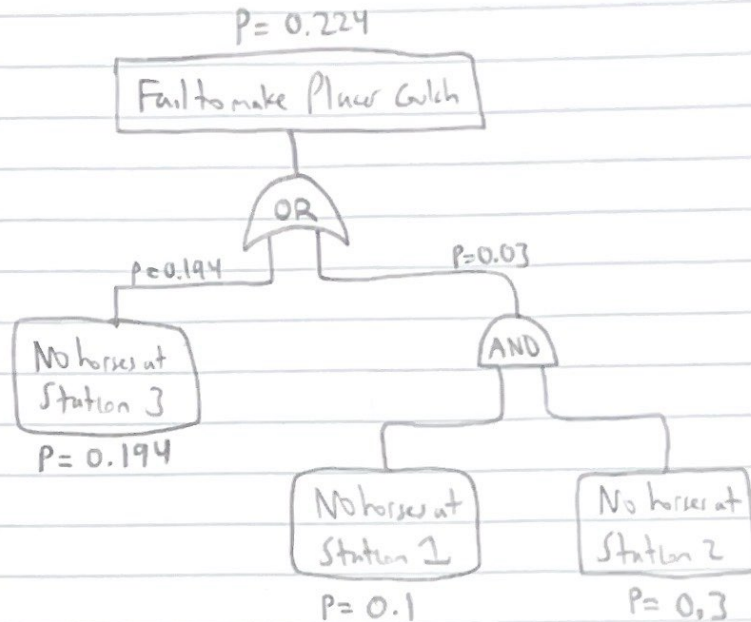 P= 0.224
Fail to make Placer Gulch
OR
P=0.194
P=0.03
No horses at
Station 3
P= 0.194
AND
No horses at
Station 1
P= 0.1
No horses at
Station 2
P= 0,3